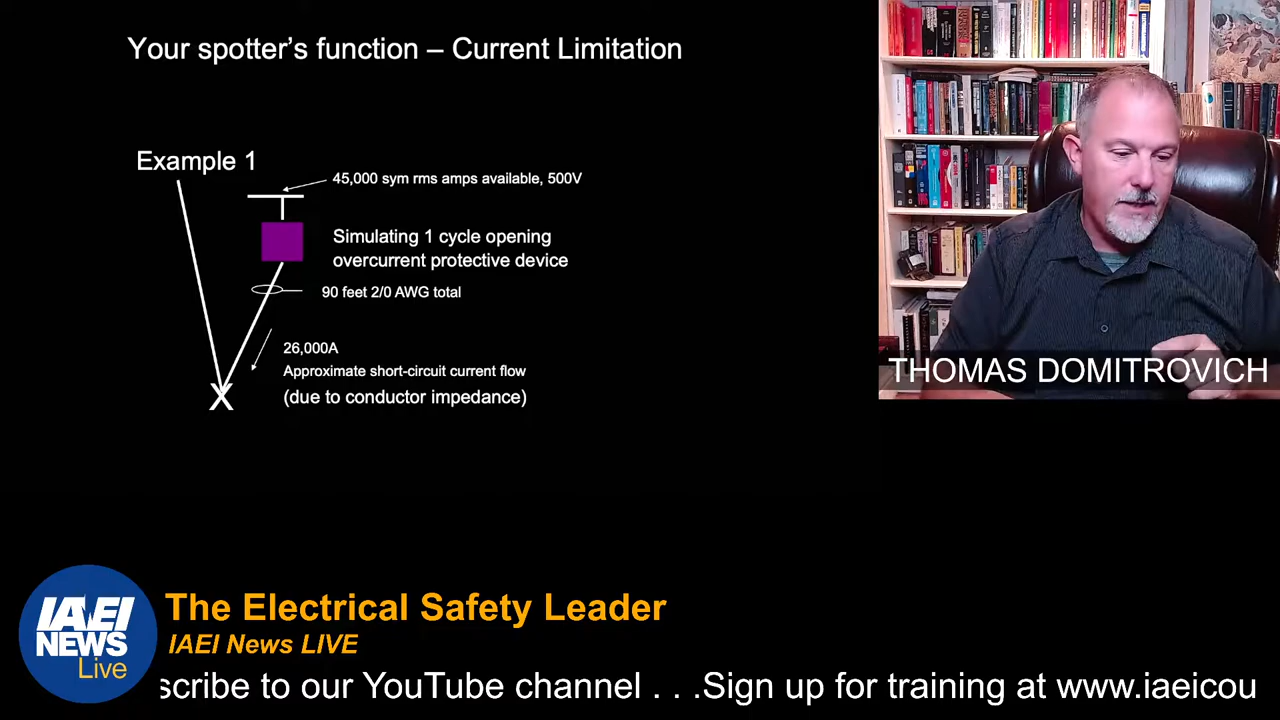 Your spotter’s function – Current Limitation
Example 1
45,000 sym rms amps available, 500V
Simulating 1 cycle opening
overcurrent protective device
90 feet 2/0 AWG total
26,000A
Approximate short-circuit current flow
(due to conductor impedance)
X
THOMAS DOMITROVICH
The Electrical Safety Leader
IAEI News LIVE
IAEI
NEWS
Live
scribe to our YouTube channel . . .Sign up for training at www.iaeicou